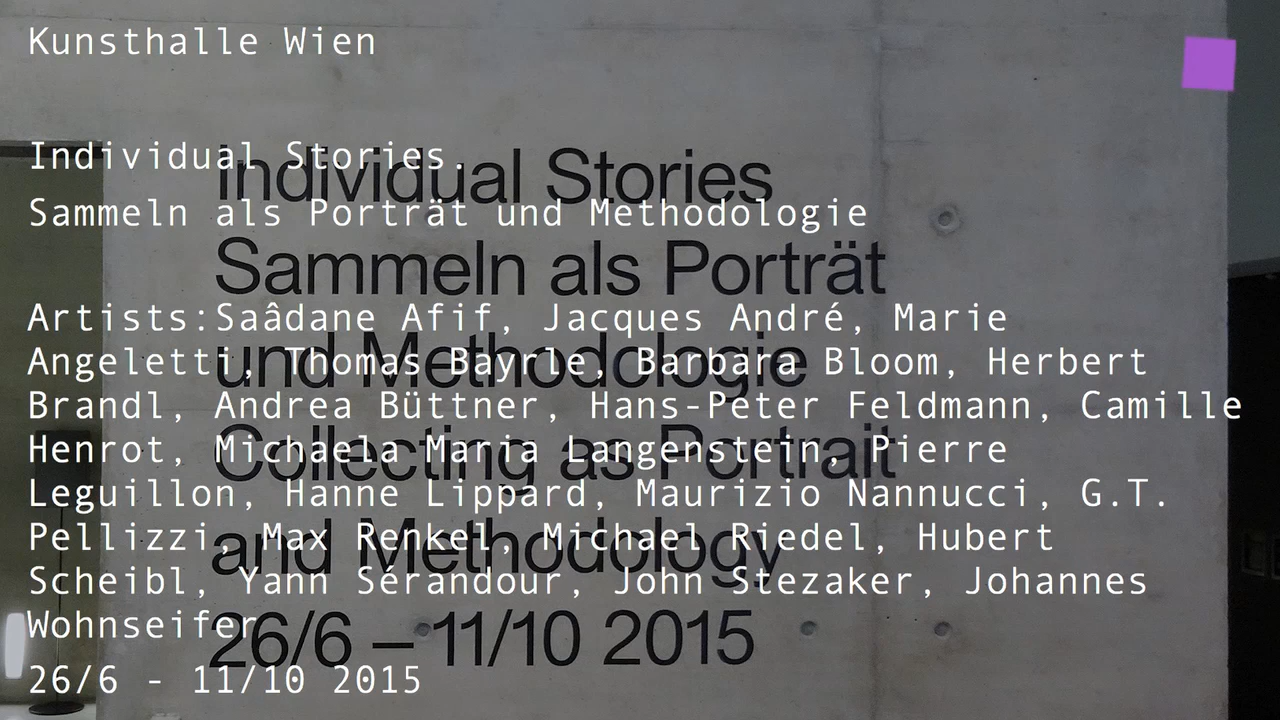 Kunsthalle Wien
Individual Stories.
Sammeln als Porträt und Methodologie
Artists:Saâdane Afif, Jacques André, Marie
Angeletti, Thomas Bayrle, Barbara Bloom, Herbert
Brandl, Andrea Büttner, Hans-Peter Feldmann, Camille
Henrot, Michaela Maria Langenstein, Pierre
Leguillon, Hanne Lippard, Maurizio Nannucci, G.T.
Pellizzi, Max Renkel, Michael Riedel, Hubert
Scheibl, Yann Sérandour, John Stezaker, Johannes
Wohnseifer
26/6 - 11/10 2015
Individual Stories
Sammeln als Porträt
und Methodologie
Collecting as Portrait
and Methodology
26/6 – 11/10 2015